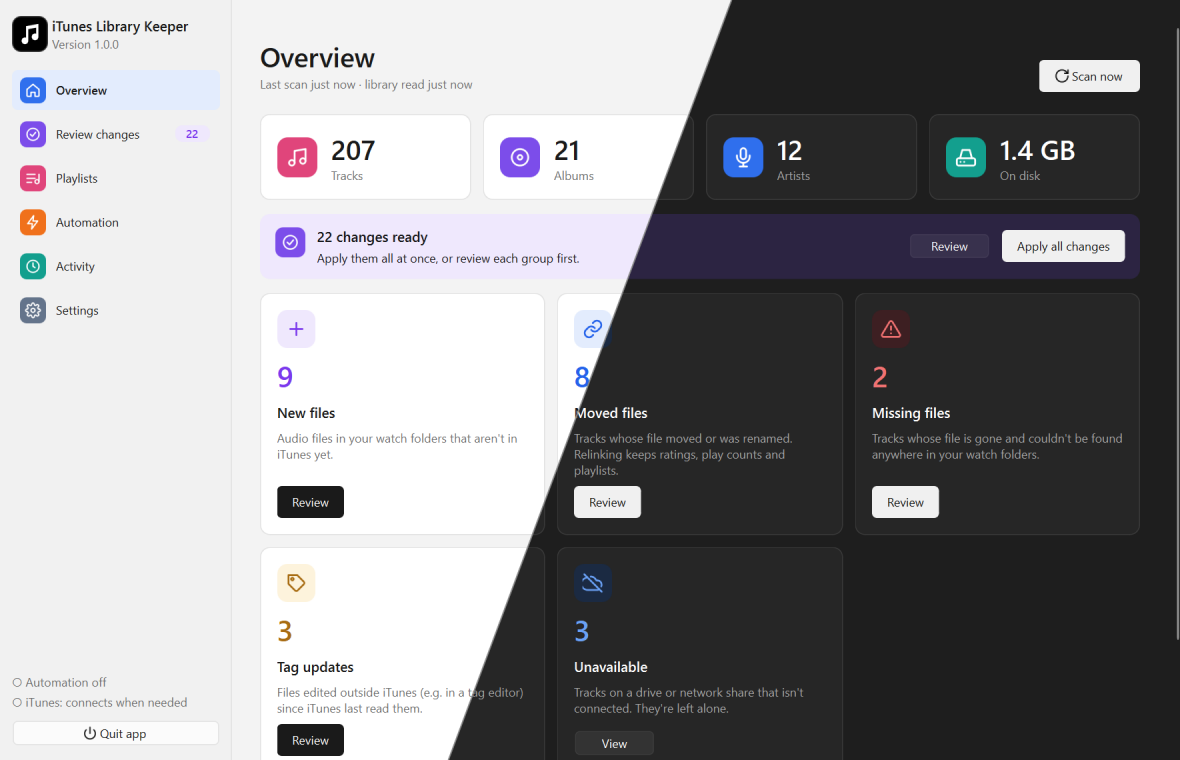 iTunes Library Keeper
Version 1.0.0
Overview
Review changes 22
Playlists
Automation
Activity
Settings
Automation off
iTunes: connects when needed
Quit app
Overview
Last scan just now · library read just now
Scan now
207
Tracks
21
Albums
12
Artists
1.4 GB
On disk
22 changes ready
Apply them all at once, or review each group first.
Review
Apply all changes
9
New files
Audio files in your watch folders that aren't in
iTunes yet.
Review
8
Moved files
Tracks whose file moved or was renamed.
Relinking keeps ratings, play counts and
playlists.
Review
2
Missing files
Tracks whose file is gone and couldn't be found
anywhere in your watch folders.
Review
3
Tag updates
Files edited outside iTunes (e.g. in a tag editor)
since iTunes last read them.
Review
3
Unavailable
Tracks on a drive or network share that isn't
connected. They're left alone.
View